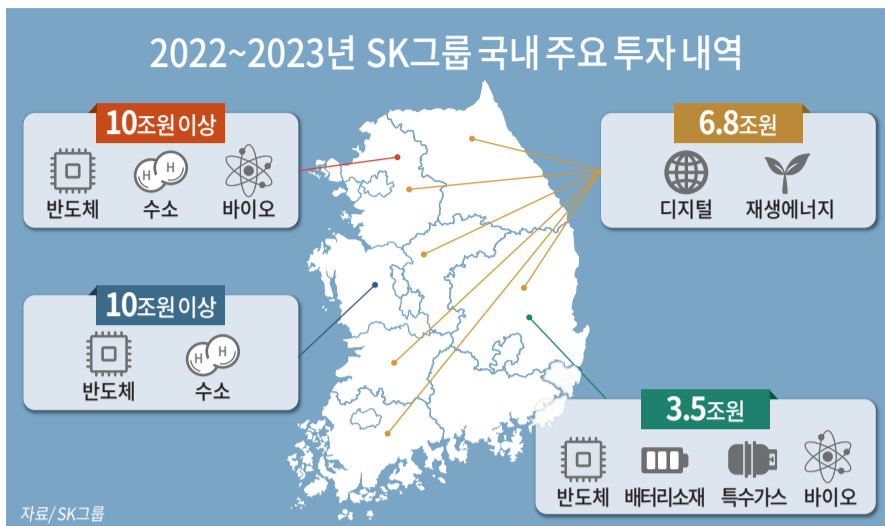 2022~2023년 SK그룹 국내 주요 투자 내역
10조원 이상
반도체 수소 바이오
6.8조원
디지털 재생에너지
10조원 이상
반도체 수소
3.5조원
반도체 배터리소재 특수가스 바이오
자료/ SK그룹
H H
H H